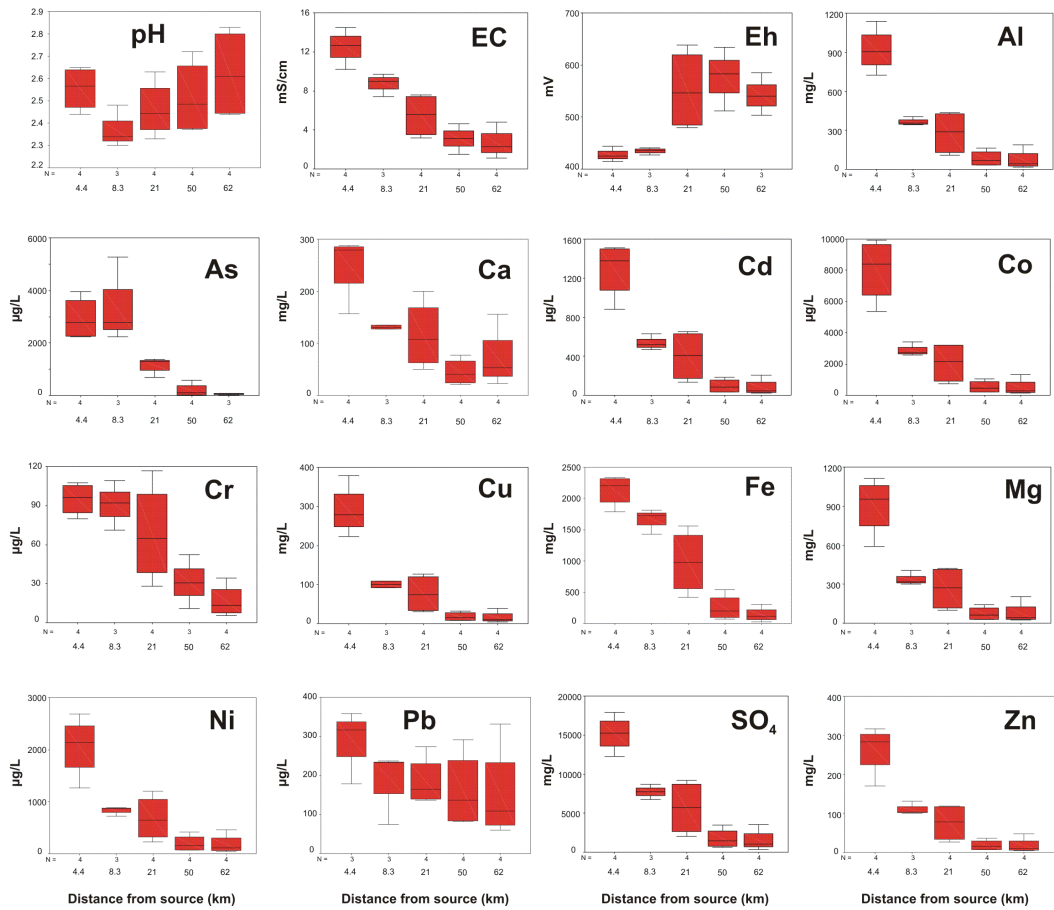 pH
2.9
2.8
2.7
2.6
2.5
2.4
2.3
2.2
N = 4 3 4 4 4
4.4 8.3 21 50 62
EC
mS/cm
16
12
8
4
0
N = 4 3 4 4 4
4.4 8.3 21 50 62
Eh
mV
700
600
500
400
N = 4 3 4 4 3
4.4 8.3 21 50 62
Al
mg/L
1200
900
600
300
0
N = 4 3 4 4 4
4.4 8.3 21 50 62
As
µg/L
6000
4000
2000
0
N = 4 3 4 4 3
4.4 8.3 21 50 62
Ca
mg/L
300
200
100
0
N = 4 3 4 4 4
4.4 8.3 21 50 62
Cd
µg/L
1600
1200
800
400
0
N = 4 3 4 4 4
4.4 8.3 21 50 62
Co
µg/L
10000
8000
6000
4000
2000
0
N = 4 3 4 4 4
4.4 8.3 21 50 62
Cr
µg/L
120
90
60
30
0
N = 4 3 4 4 4
4.4 8.3 21 50 62
Cu
mg/L
400
300
200
100
0
N = 4 3 4 4 4
4.4 8.3 21 50 62
Fe
mg/L
2500
2000
1500
1000
500
0
N = 4 3 4 4 4
4.4 8.3 21 50 62
Mg
mg/L
1200
900
600
300
0
N = 4 3 4 4 4
4.4 8.3 21 50 62
Ni
µg/L
3000
2000
1000
0
N = 4 3 4 4 4
4.4 8.3 21 50 62
Distance from source (km)
Pb
µg/L
400
300
200
100
0
N = 3 3 4 4 4
4.4 8.3 21 50 62
Distance from source (km)
SO₄
mg/L
20000
15000
10000
5000
0
N = 4 3 4 4 4
4.4 8.3 21 50 62
Distance from source (km)
Zn
mg/L
400
300
200
100
0
N = 4 3 4 4 4
4.4 8.3 21 50 62
Distance from source (km)